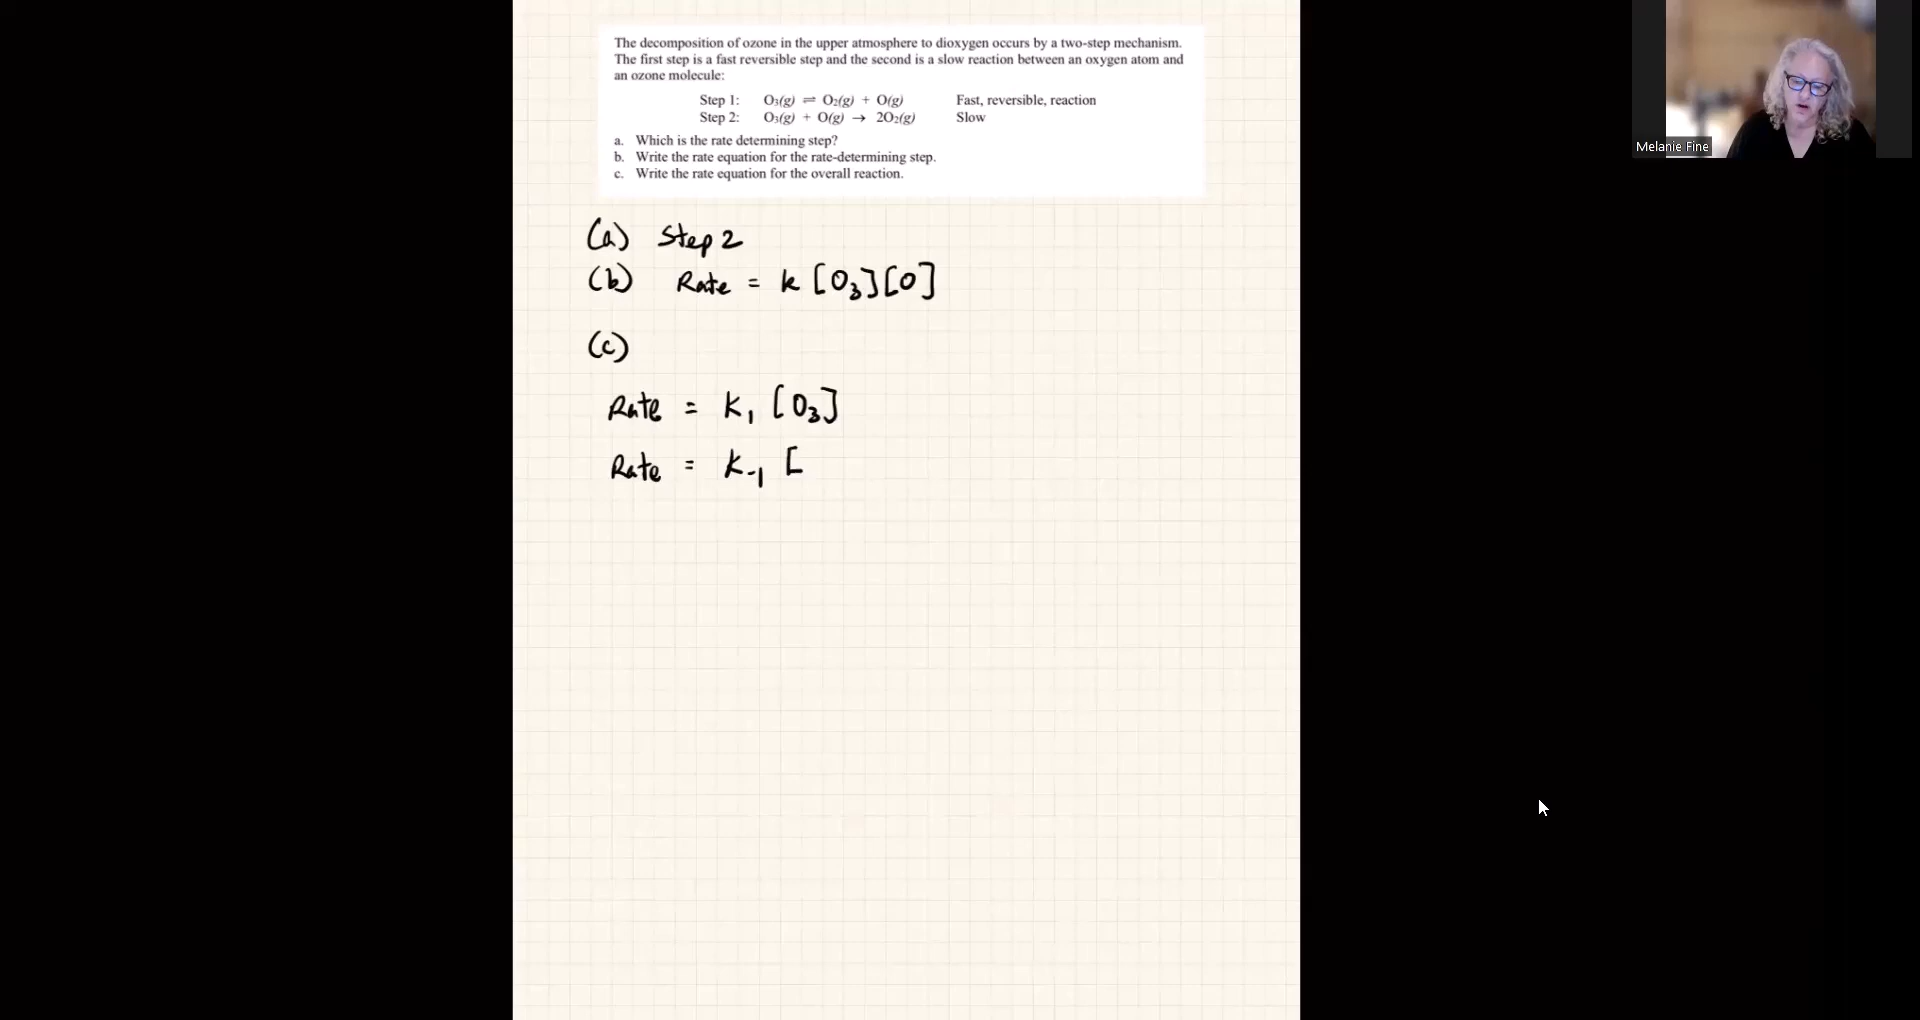 The decomposition of ozone in the upper atmosphere to dioxygen occurs by a two-step mechanism.
The first step is a fast reversible step and the second is a slow reaction between an oxygen atom and
an ozone molecule:
Step 1: O₃(g) ⇌ O₂(g) + O(g) Fast, reversible, reaction
Step 2: O₃(g) + O(g) → 2O₂(g) Slow
a. Which is the rate determining step?
b. Write the rate equation for the rate-determining step.
c. Write the rate equation for the overall reaction.
(a) Step 2
(b) Rate = k [O₃][O]
(c)
Rate = k₁ [O₃]
Rate = k₋₁ [
Melanie Fine